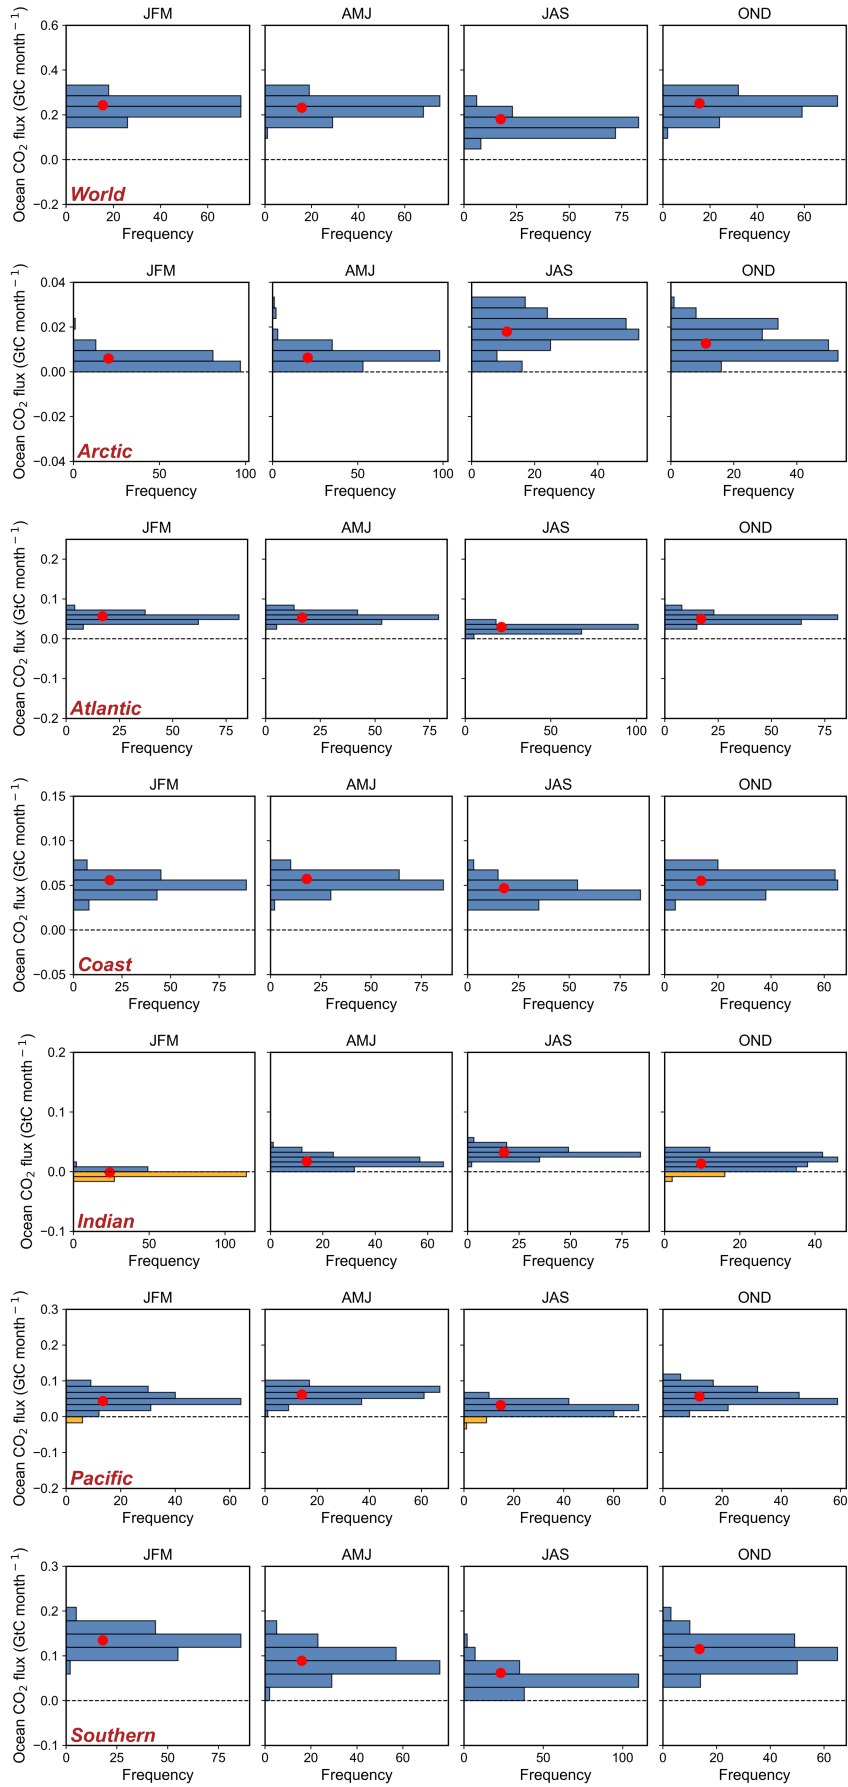 JFM AMJ JAS OND
Ocean CO₂ flux (GtC month⁻¹)
0.6
0.4
0.2
0.0
−0.2
World
0 20 40 60 0 20 40 60 0 25 50 75 0 20 40 60
Frequency Frequency Frequency Frequency
JFM AMJ JAS OND
Ocean CO₂ flux (GtC month⁻¹)
0.04
0.02
0.00
−0.02
−0.04
Arctic
0 50 100 0 50 100 0 20 40 0 20 40
Frequency Frequency Frequency Frequency
JFM AMJ JAS OND
Ocean CO₂ flux (GtC month⁻¹)
0.2
0.1
0.0
−0.1
−0.2
Atlantic
0 25 50 75 0 25 50 75 0 50 100 0 25 50 75
Frequency Frequency Frequency Frequency
JFM AMJ JAS OND
Ocean CO₂ flux (GtC month⁻¹)
0.15
0.10
0.05
0.00
−0.05
Coast
0 25 50 75 0 25 50 75 0 25 50 75 0 20 40 60
Frequency Frequency Frequency Frequency
JFM AMJ JAS OND
Ocean CO₂ flux (GtC month⁻¹)
0.2
0.1
0.0
−0.1
Indian
0 50 100 0 20 40 60 0 25 50 75 0 20 40
Frequency Frequency Frequency Frequency
JFM AMJ JAS OND
Ocean CO₂ flux (GtC month⁻¹)
0.3
0.2
0.1
0.0
−0.1
−0.2
Pacific
0 20 40 60 0 20 40 60 0 20 40 60 0 20 40 60
Frequency Frequency Frequency Frequency
JFM AMJ JAS OND
Ocean CO₂ flux (GtC month⁻¹)
0.3
0.2
0.1
0.0
−0.1
Southern
0 25 50 75 0 20 40 60 0 50 100 0 20 40 60
Frequency Frequency Frequency Frequency